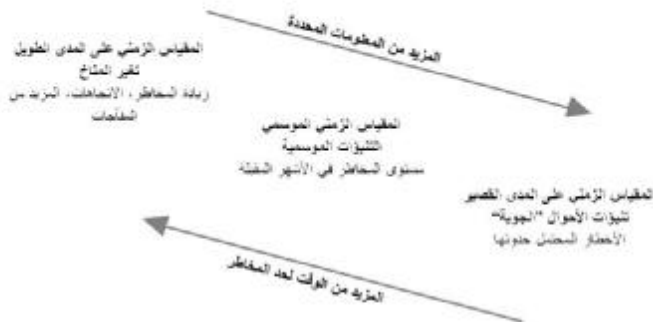 المزيد من المعلومات المحددة
المقياس الزمني على المدى الطويل
تغير المناخ
زيادة المخاطر، الاتجاهات، المزيد من
المفاجآت
المقياس الزمني الموسمي
التنبؤات الموسمية
مستوى المخاطر في الأشهر المقبلة
المقياس الزمني على المدى القصير
تنبؤات الأحوال "الجوية"
الأخطار المحتمل حدوثها
المزيد من الوقت لحد المخاطر